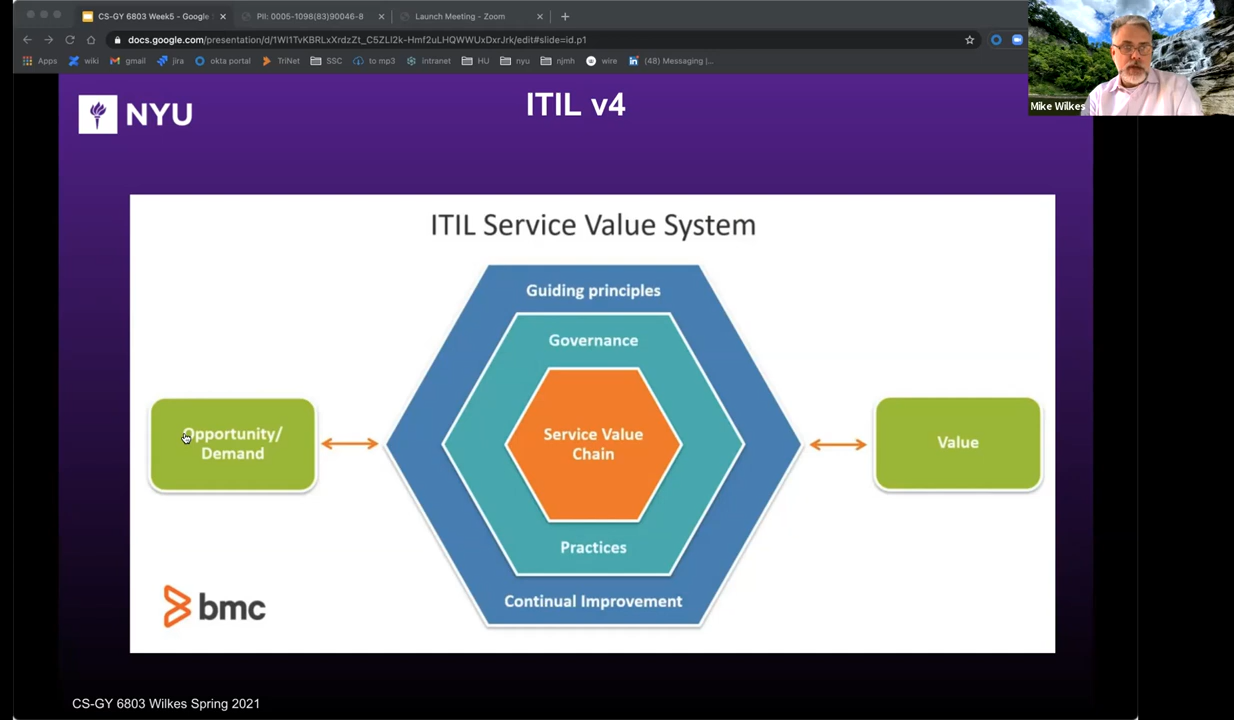 CS-GY 6803 Week5 - Google
PII: 0005-1098(83)90046-8
Launch Meeting - Zoom
docs.google.com/presentation/d/1WI1TvKBRLxXrdzZt_C5ZLI2k-Hmf2uLHQWWUxDxrJrk/edit#slide=id.p1
Apps wiki gmail jira okta portal TriNet SSC to mp3 intranet HU nyu njmh wire (48) Messaging |...
Mike Wilkes
NYU
ITIL v4
ITIL Service Value System
Guiding principles
Governance
Opportunity/
Demand
Service Value
Chain
Value
Practices
Continual Improvement
bmc
CS-GY 6803 Wilkes Spring 2021